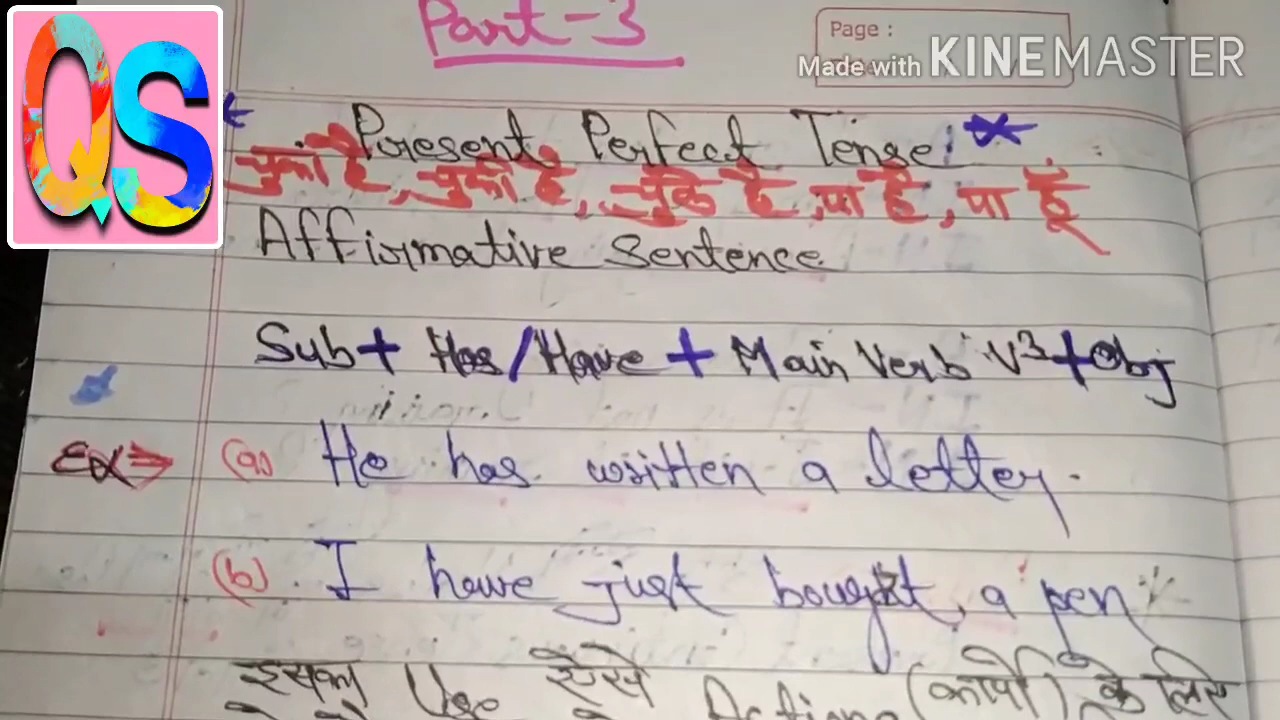 QS
Part-3
Page :
Made with KINEMASTER
Present Perfect Tense
चुका है, चुकी है, चुके है, या है, या हूँ
Affirmative Sentence
Sub + Has/Have + Main Verb V3 + Obj
Ex⇒ (a) He has written a letter.
(b). I have just bought, a pen
इसका Use ऐसे Actions (कार्यो) के लिए